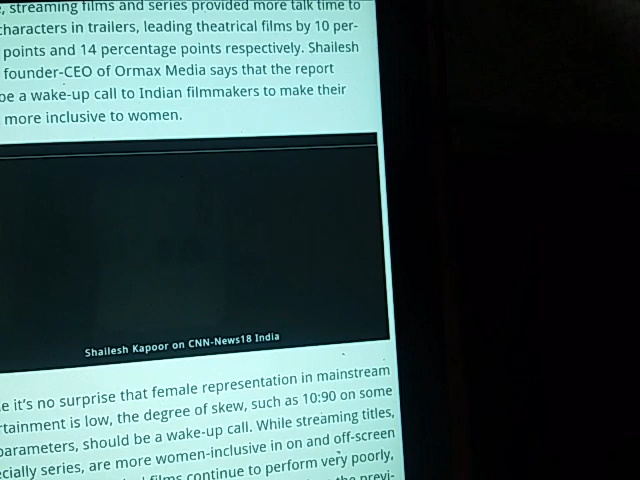 , streaming films and series provided more talk time to
characters in trailers, leading theatrical films by 10 per-
points and 14 percentage points respectively. Shailesh
founder-CEO of Ormax Media says that the report
be a wake-up call to Indian filmmakers to make their
more inclusive to women.
Shailesh Kapoor on CNN-News18 India
e it's no surprise that female representation in mainstream
rtainment is low, the degree of skew, such as 10:90 on some
parameters, should be a wake-up call. While streaming titles,
ecially series, are more women-inclusive in on and off-screen
films continue to perform very poorly,
the previ-